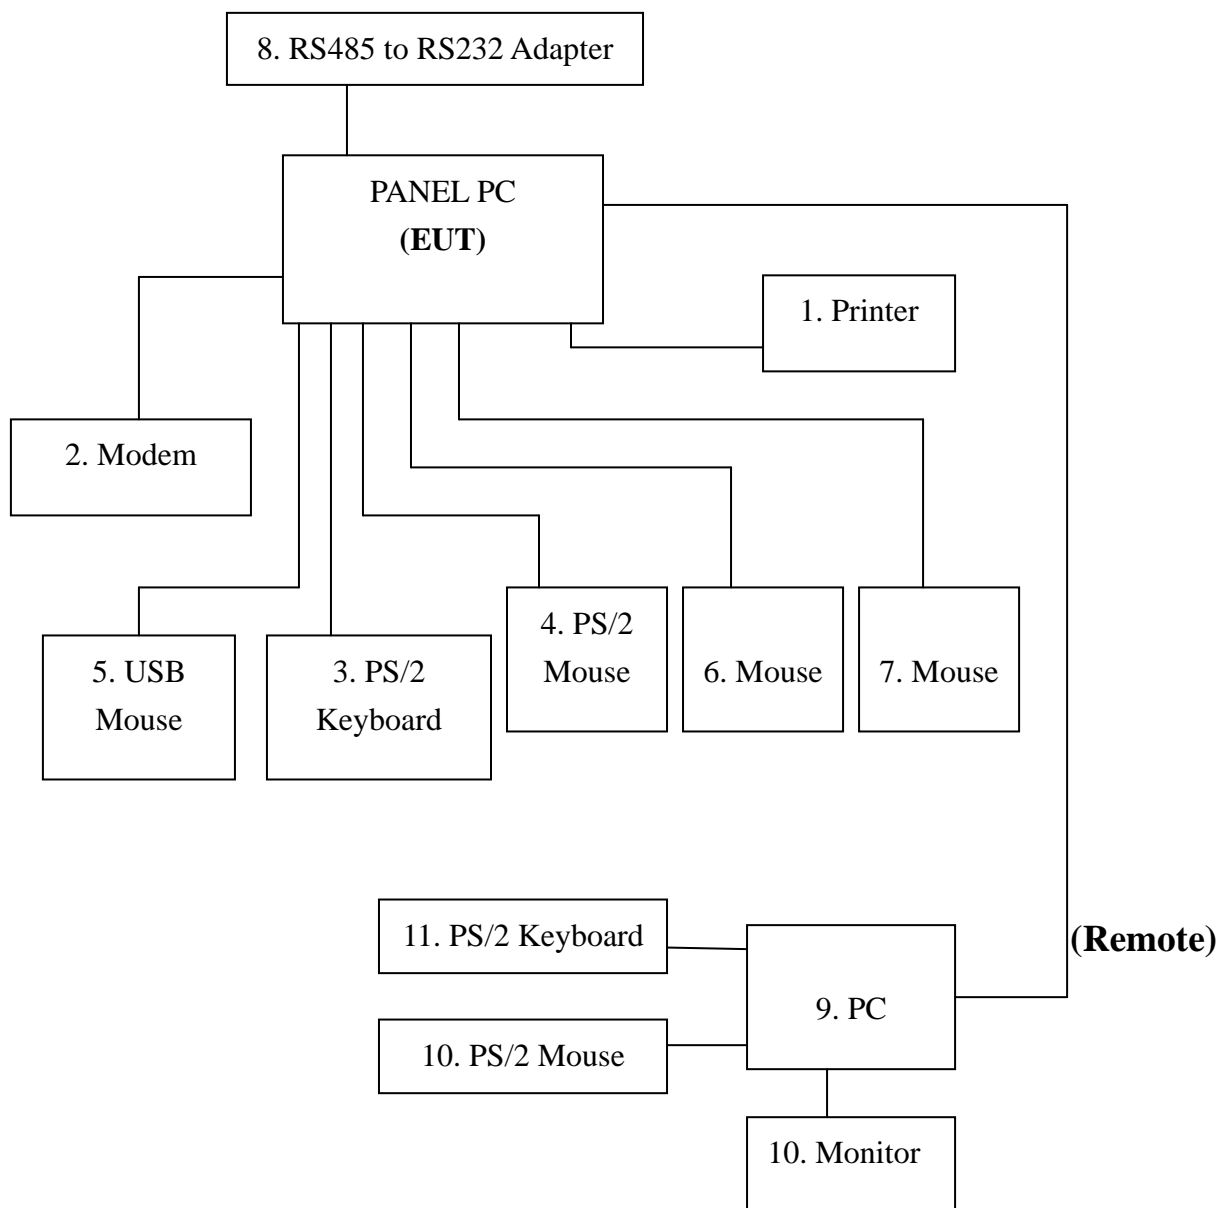 8. RS485 to RS232 Adapter
PANEL PC
(EUT)
1. Printer
2. Modem
5. USB
Mouse
3. PS/2
Keyboard
4. PS/2
Mouse
6. Mouse
7. Mouse
11. PS/2 Keyboard
(Remote)
9. PC
10. PS/2 Mouse
10. Monitor